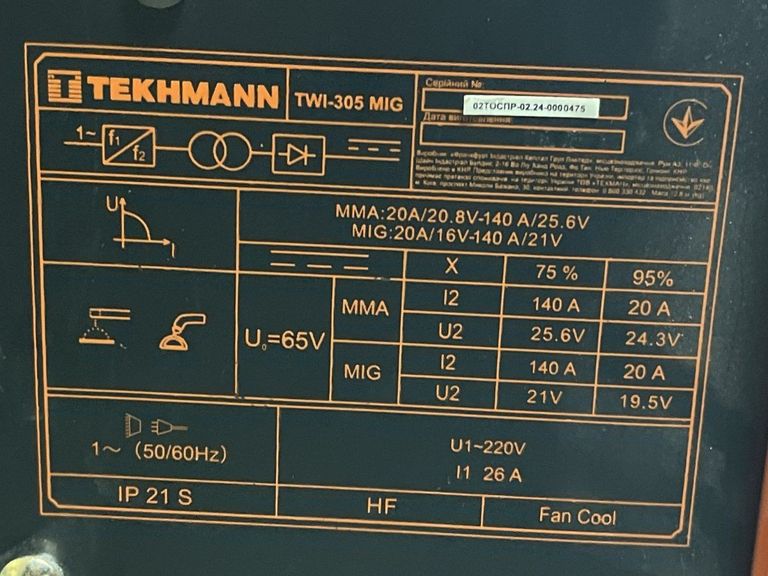 TEKHMANN
TWI-305 MIG
Серійний №
02ТОСПР-02.24-0000475
Дата виготовлення
1~ f1 f2
U I
MMA:20A/20.8V-140 A/25.6V
MIG:20A/16V-140 A/21V
X 75 % 95%
U₀=65V
MMA
I2 140 A 20 A
U2 25.6V 24.3V
MIG
I2 140 A 20 A
U2 21V 19.5V
1~ (50/60Hz)
U1~220V
I1 26 A
IP 21 S
HF
Fan Cool